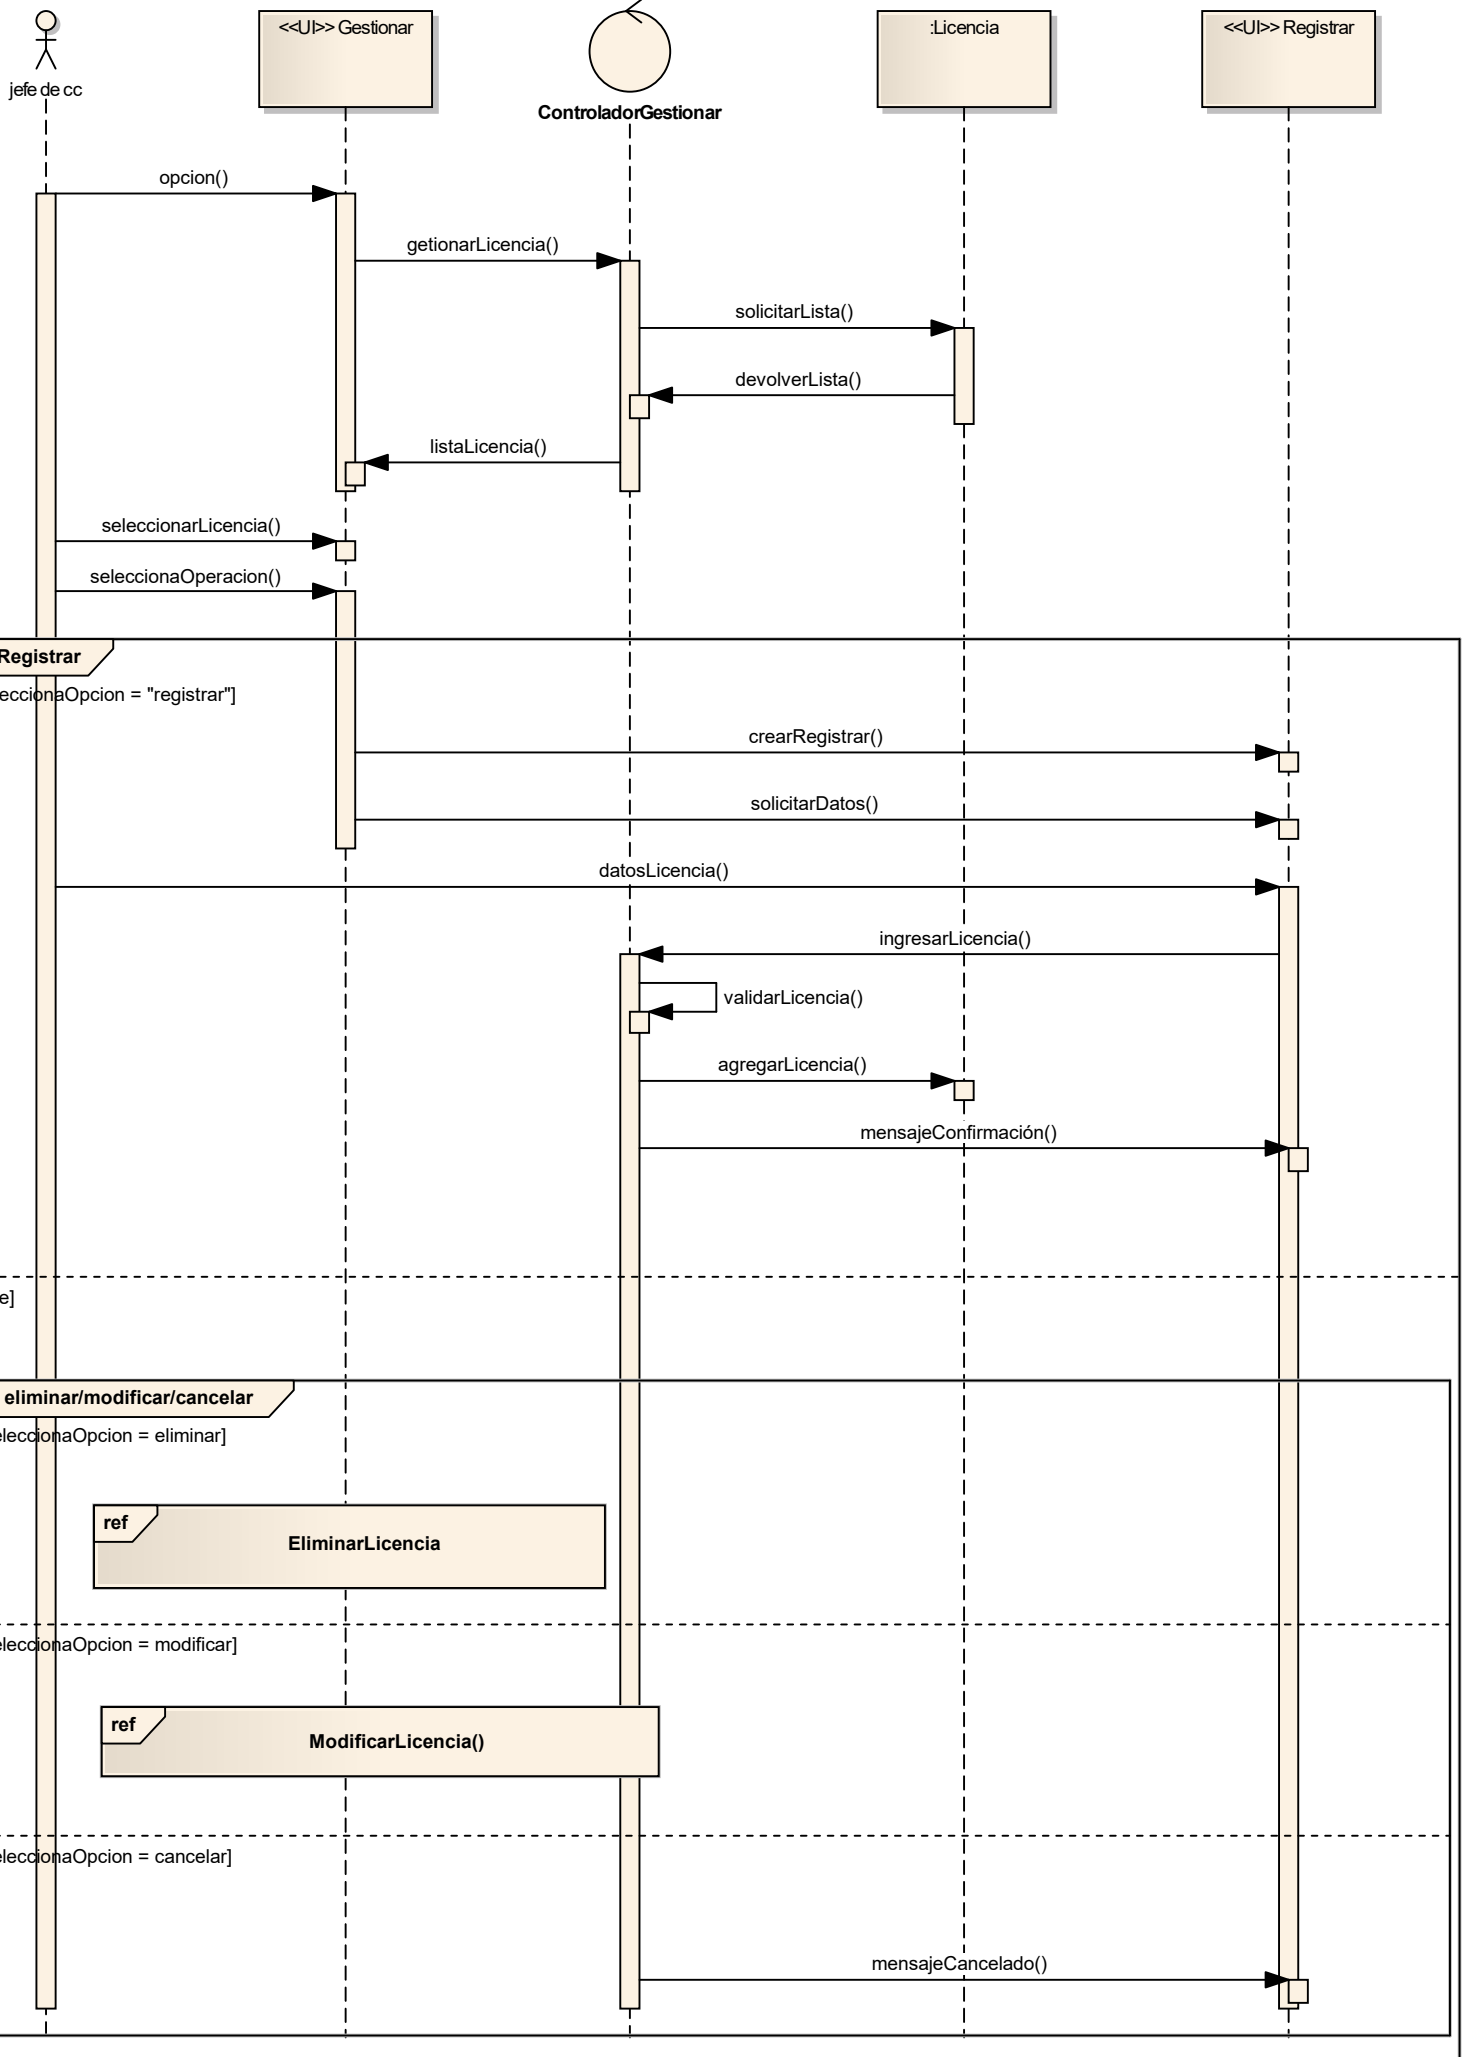 jefe de cc
<<UI>> Gestionar
ControladorGestionar
:Licencia
<<UI>> Registrar
opcion()
getionarLicencia()
solicitarLista()
devolverLista()
listaLicencia()
seleccionarLicencia()
seleccionaOperacion()
Registrar
eccionaOpcion = "registrar"]
crearRegistrar()
solicitarDatos()
datosLicencia()
ingresarLicencia()
validarLicencia()
agregarLicencia()
mensajeConfirmación()
e]
eliminar/modificar/cancelar
eleccionaOpcion = eliminar]
ref
EliminarLicencia
eleccionaOpcion = modificar]
ref
ModificarLicencia()
eleccionaOpcion = cancelar]
mensajeCancelado()